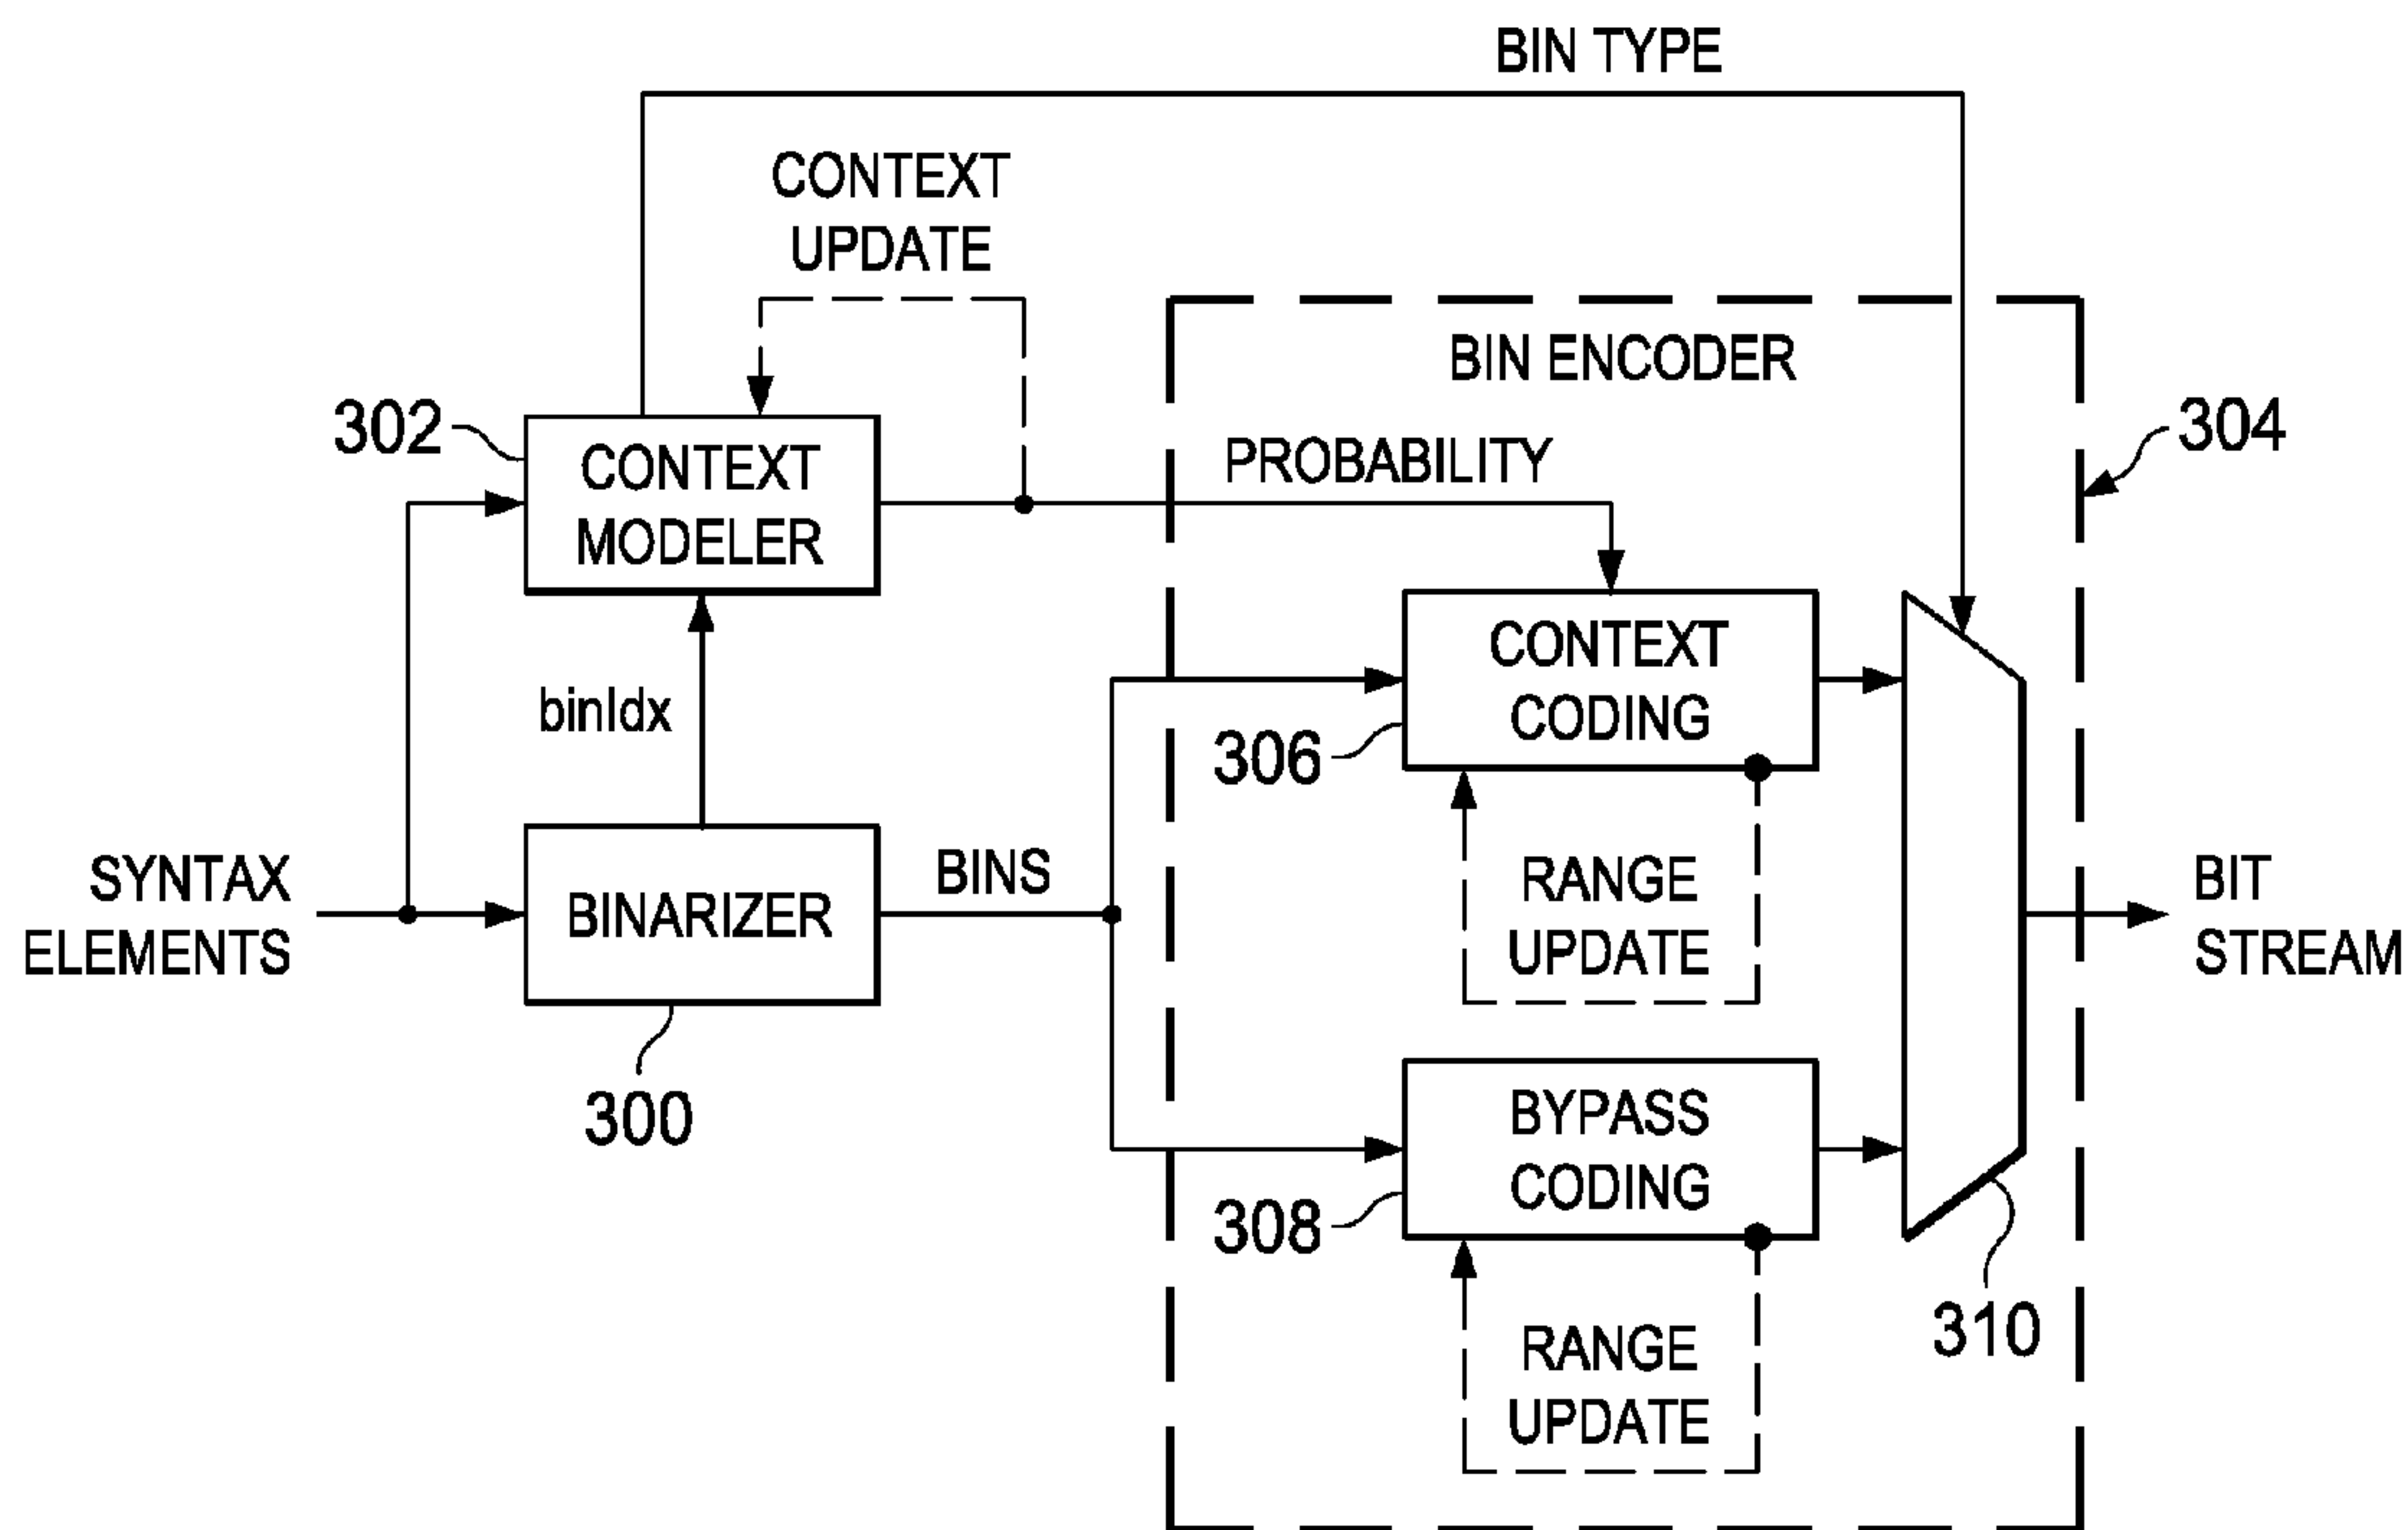 BIN TYPE
CONTEXT
UPDATE
BIN ENCODER
302
304
CONTEXT
MODELER
PROBABILITY
binIdx
CONTEXT
CODING
306
SYNTAX
ELEMENTS
BINARIZER
BINS
RANGE
UPDATE
BIT
STREAM
300
BYPASS
CODING
308
310
RANGE
UPDATE